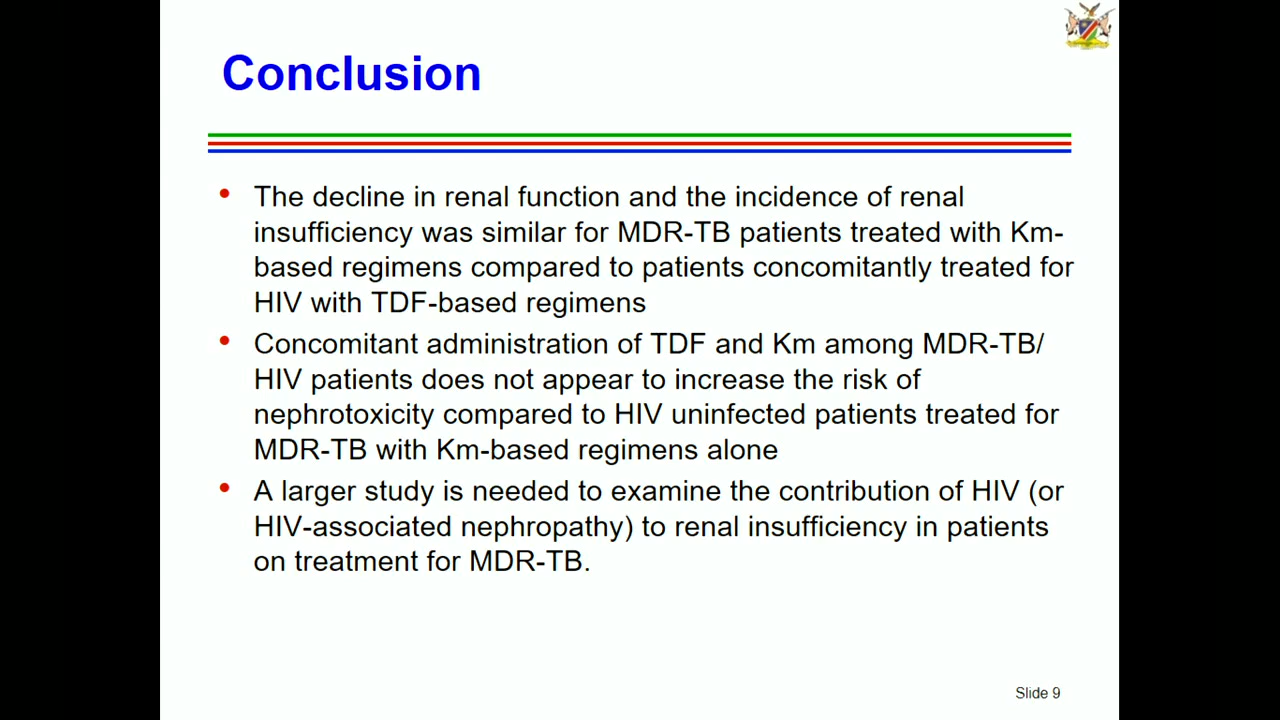 Conclusion
The decline in renal function and the incidence of renal
insufficiency was similar for MDR-TB patients treated with Km-
based regimens compared to patients concomitantly treated for
HIV with TDF-based regimens
Concomitant administration of TDF and Km among MDR-TB/
HIV patients does not appear to increase the risk of
nephrotoxicity compared to HIV uninfected patients treated for
MDR-TB with Km-based regimens alone
A larger study is needed to examine the contribution of HIV (or
HIV-associated nephropathy) to renal insufficiency in patients
on treatment for MDR-TB.
Slide 9